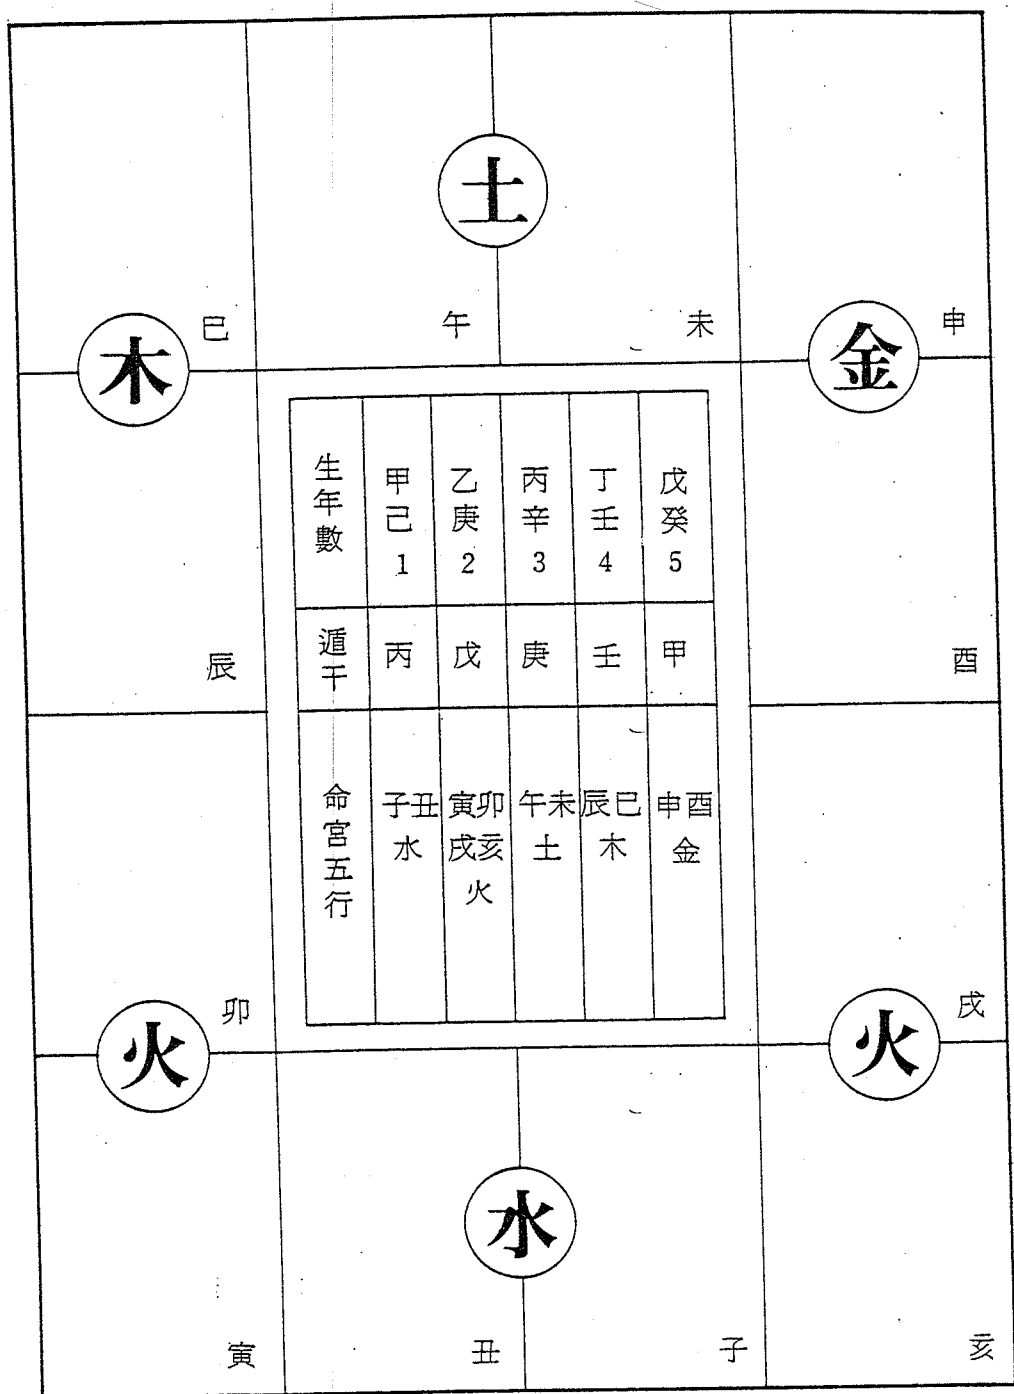 土
巳
午
未
申
木
金
生年數
甲己1
乙庚2
丙辛3
丁壬4
戊癸5
遁干
丙
戊
庚
壬
甲
辰
酉
命宮五行
子丑
水
寅卯
戌亥
火
午未
土
辰巳
木
申酉
金
卯
戌
火
火
水
寅
丑
子
亥